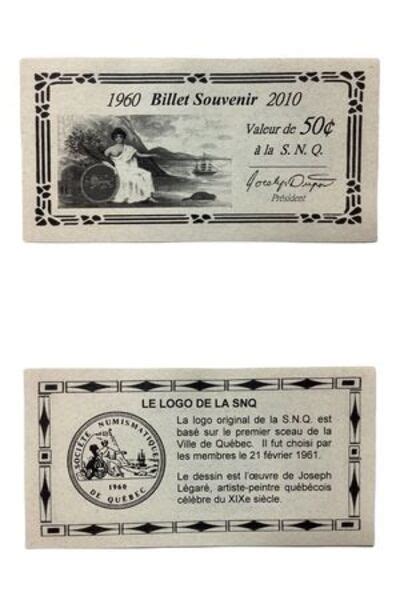 1960 Billet Souvenir 2010
Valeur de 50¢
à la S. N. Q.
Président
LE LOGO DE LA SNQ
SOCIÉTÉ NUMISMATIQUE
DE QUÉBEC
1960
La logo original de la S.N.Q. est
basé sur le premier sceau de la
Ville de Québec. Il fut choisi par
les membres le 21 février 1961.
Le dessin est l'œuvre de Joseph
Légaré, artiste-peintre québécois
célèbre du XIXe siècle.